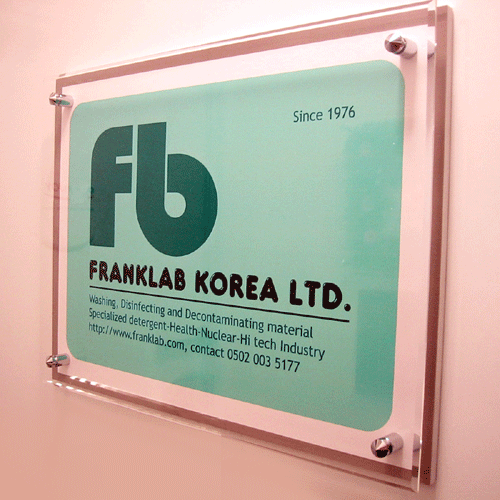 Since 1976
fb
FRANKLAB KOREA LTD.
Washing, Disinfecting and Decontaminating material
Specialized detergent-Health-Nuclear-Hi tech Industry
http://www.franklab.com, contact 0502 003 5177